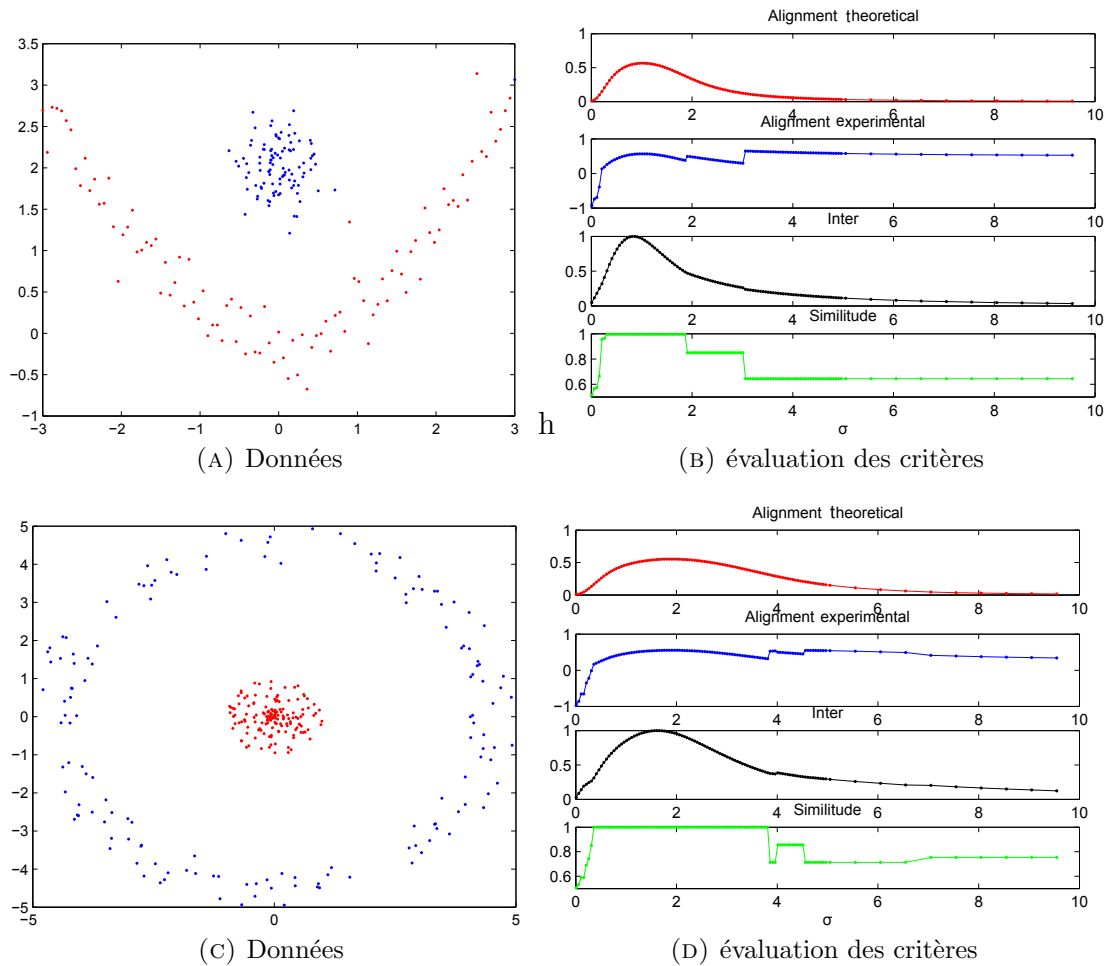 3.5
3
2.5
2
1.5
1
0.5
0
−0.5
−1
−3 −2 −1 0 1 2 3
(A) Données
h
Alignment theoretical
1
0.5
0
0 2 4 6 8 10
Alignment experimental
1
0
−1
0 2 4 6 8 10
Inter
1
0.5
0
0 2 4 6 8 10
Similitude
1
0.8
0.6
0 2 4 6 8 10
σ
(B) évaluation des critères
5
4
3
2
1
0
−1
−2
−3
−4
−5
−5 0 5
(C) Données
Alignment theoretical
1
0.5
0
0 2 4 6 8 10
Alignment experimental
1
0
−1
0 2 4 6 8 10
Inter
1
0.5
0
0 2 4 6 8 10
Similitude
1
0.8
0.6
0 2 4 6 8 10
σ
(D) évaluation des critères